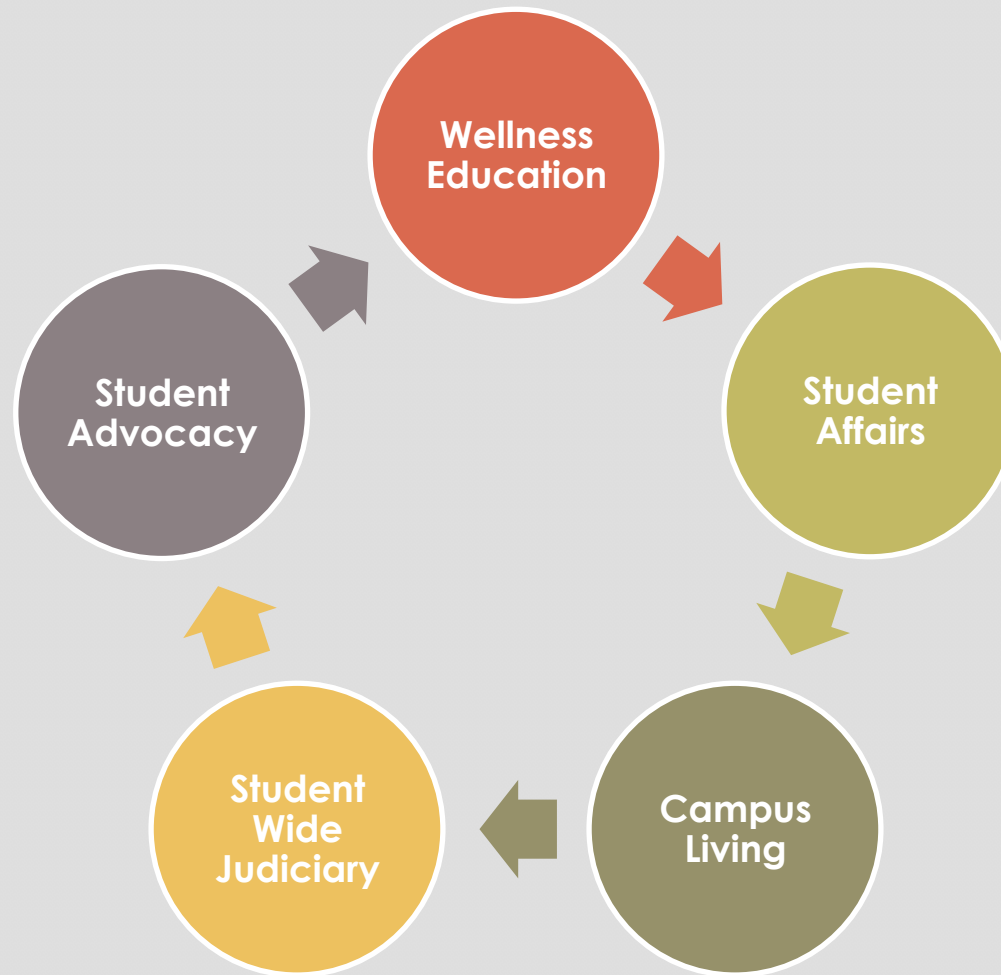 Wellness
Education
Student
Affairs
Campus
Living
Student
Wide
Judiciary
Student
Advocacy